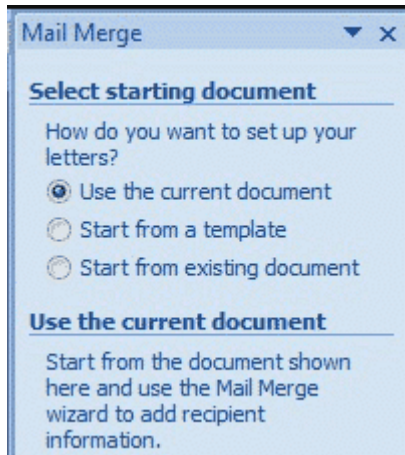 Mail Merge
Select starting document
How do you want to set up your
letters?
Use the current document
Start from a template
Start from existing document
Use the current document
Start from the document shown
here and use the Mail Merge
wizard to add recipient
information.